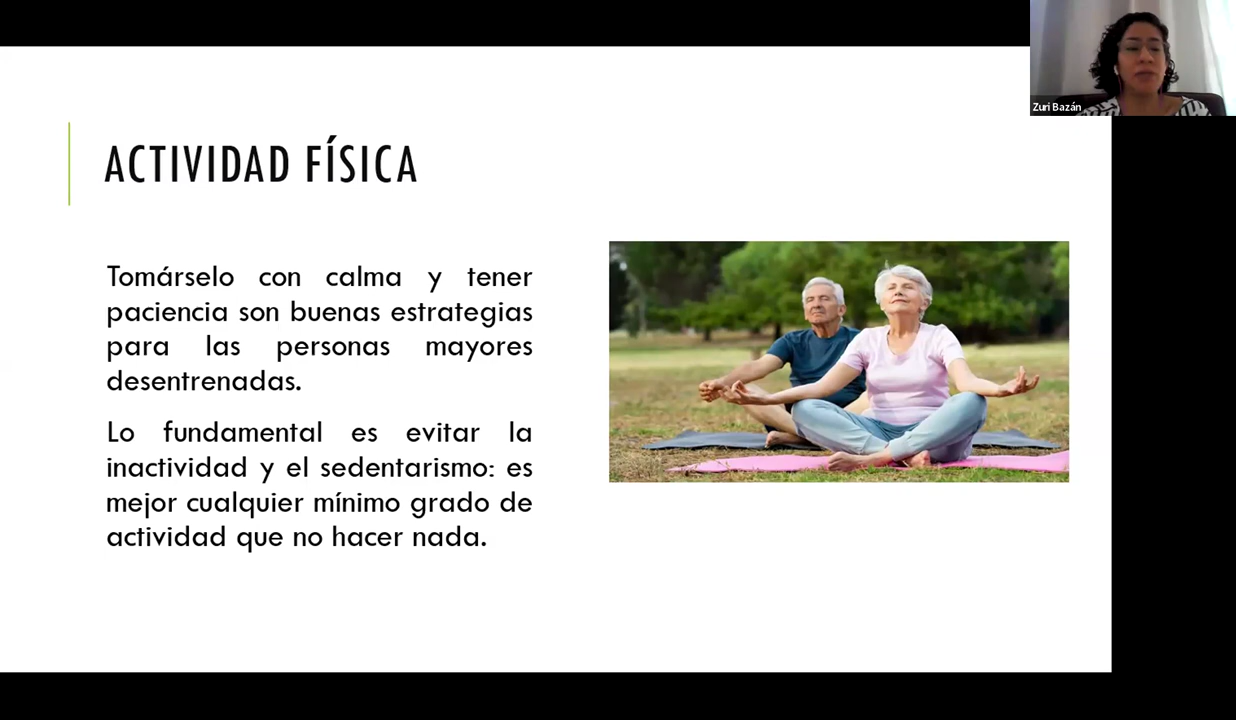 Zuri Bazán
ACTIVIDAD FÍSICA
Tomárselo con calma y tener
paciencia son buenas estrategias
para las personas mayores
desentrenadas.
Lo fundamental es evitar la
inactividad y el sedentarismo: es
mejor cualquier mínimo grado de
actividad que no hacer nada.